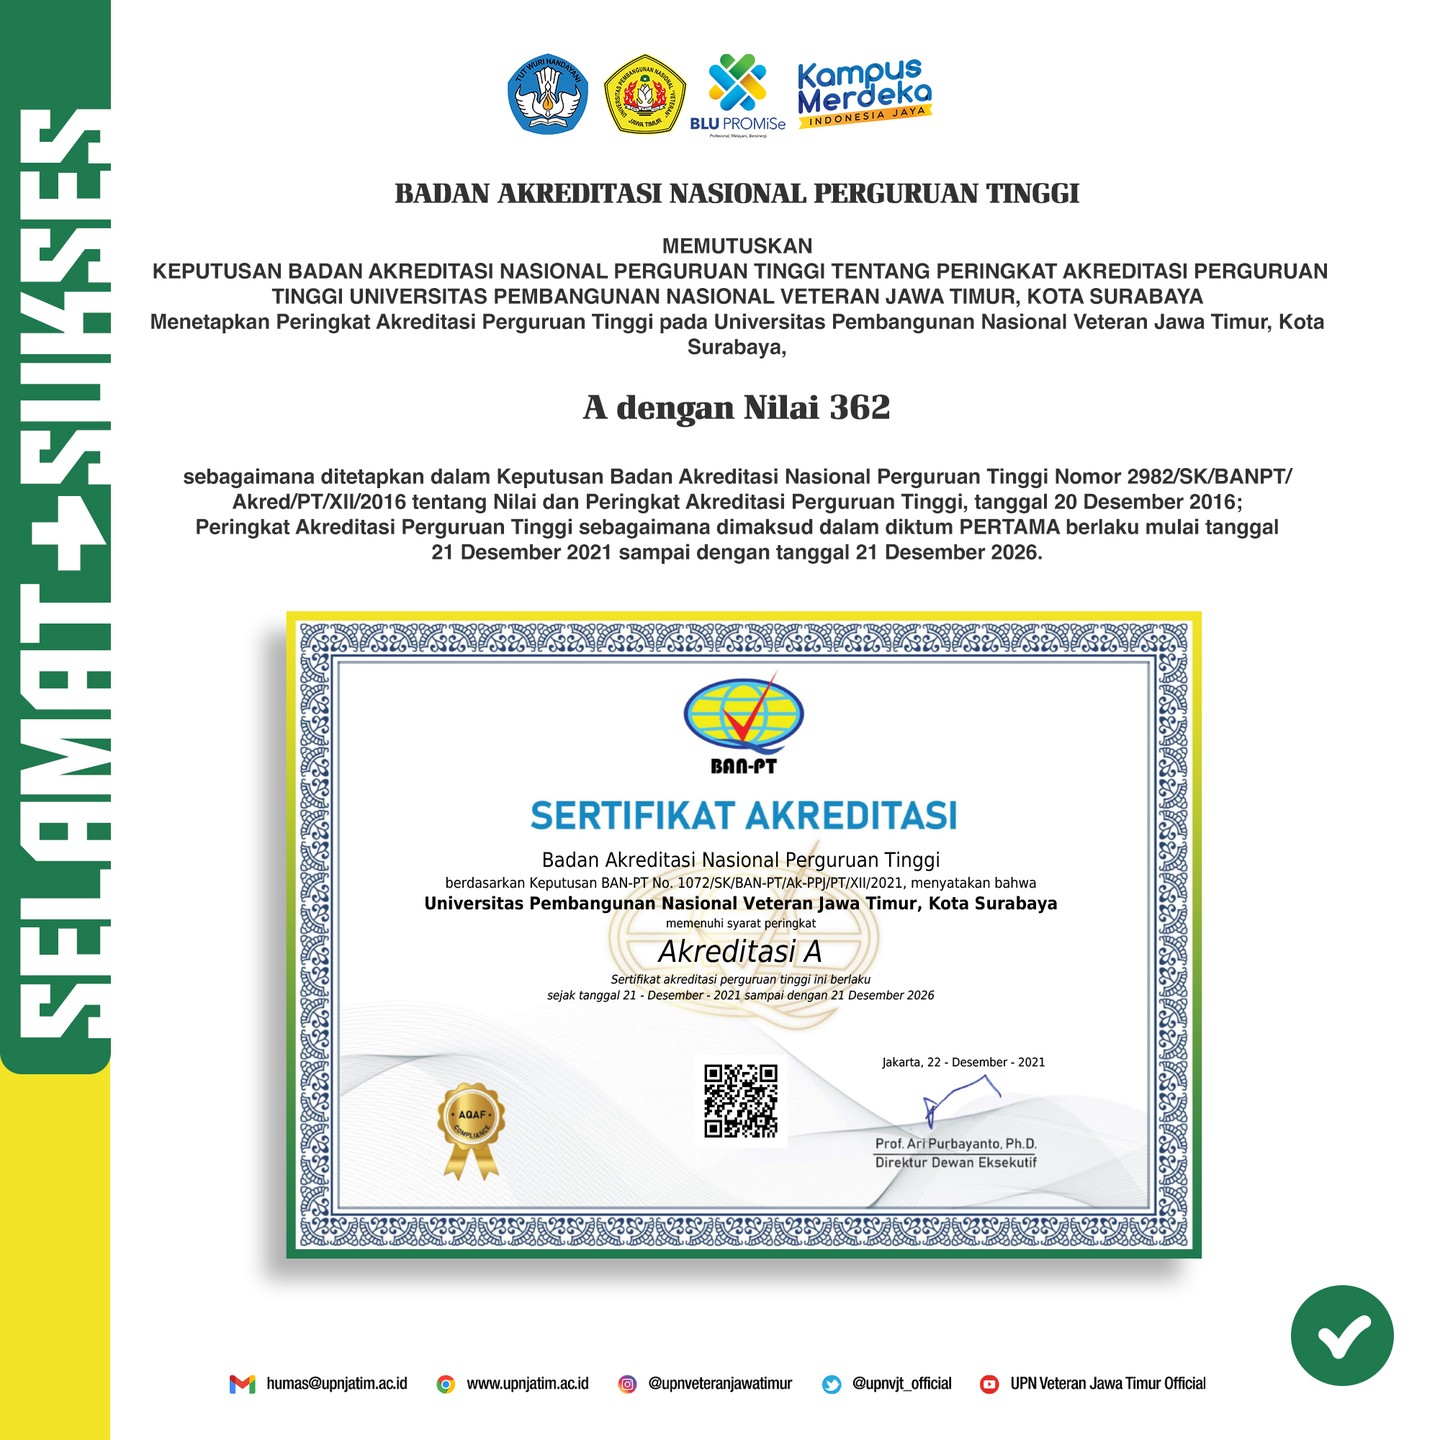 SELAMAT SUKSES
TUT WURI HANDAYANI
UNIVERSITAS PEMBANGUNAN NASIONAL "VETERAN"
JAWA TIMUR
BLU PROMiSe
Profesional, Melayani, Bersinergi
Kampus
Merdeka
INDONESIA JAYA
BADAN AKREDITASI NASIONAL PERGURUAN TINGGI
MEMUTUSKAN
KEPUTUSAN BADAN AKREDITASI NASIONAL PERGURUAN TINGGI TENTANG PERINGKAT AKREDITASI PERGURUAN
TINGGI UNIVERSITAS PEMBANGUNAN NASIONAL VETERAN JAWA TIMUR, KOTA SURABAYA
Menetapkan Peringkat Akreditasi Perguruan Tinggi pada Universitas Pembangunan Nasional Veteran Jawa Timur, Kota
Surabaya,
A dengan Nilai 362
sebagaimana ditetapkan dalam Keputusan Badan Akreditasi Nasional Perguruan Tinggi Nomor 2982/SK/BANPT/
Akred/PT/XII/2016 tentang Nilai dan Peringkat Akreditasi Perguruan Tinggi, tanggal 20 Desember 2016;
Peringkat Akreditasi Perguruan Tinggi sebagaimana dimaksud dalam diktum PERTAMA berlaku mulai tanggal
21 Desember 2021 sampai dengan tanggal 21 Desember 2026.
BAN-PT
SERTIFIKAT AKREDITASI
Badan Akreditasi Nasional Perguruan Tinggi
berdasarkan Keputusan BAN-PT No. 1072/SK/BAN-PT/Ak-PPJ/PT/XII/2021, menyatakan bahwa
Universitas Pembangunan Nasional Veteran Jawa Timur, Kota Surabaya
memenuhi syarat peringkat
Akreditasi A
Sertifikat akreditasi perguruan tinggi ini berlaku
sejak tanggal 21 - Desember - 2021 sampai dengan 21 Desember 2026
Jakarta, 22 - Desember - 2021
AQAF
COMPLIANCE
Prof. Ari Purbayanto, Ph.D.
Direktur Dewan Eksekutif
humas@upnjatim.ac.id www.upnjatim.ac.id @upnveteranjawatimur @upnvjt_official UPN Veteran Jawa Timur Official